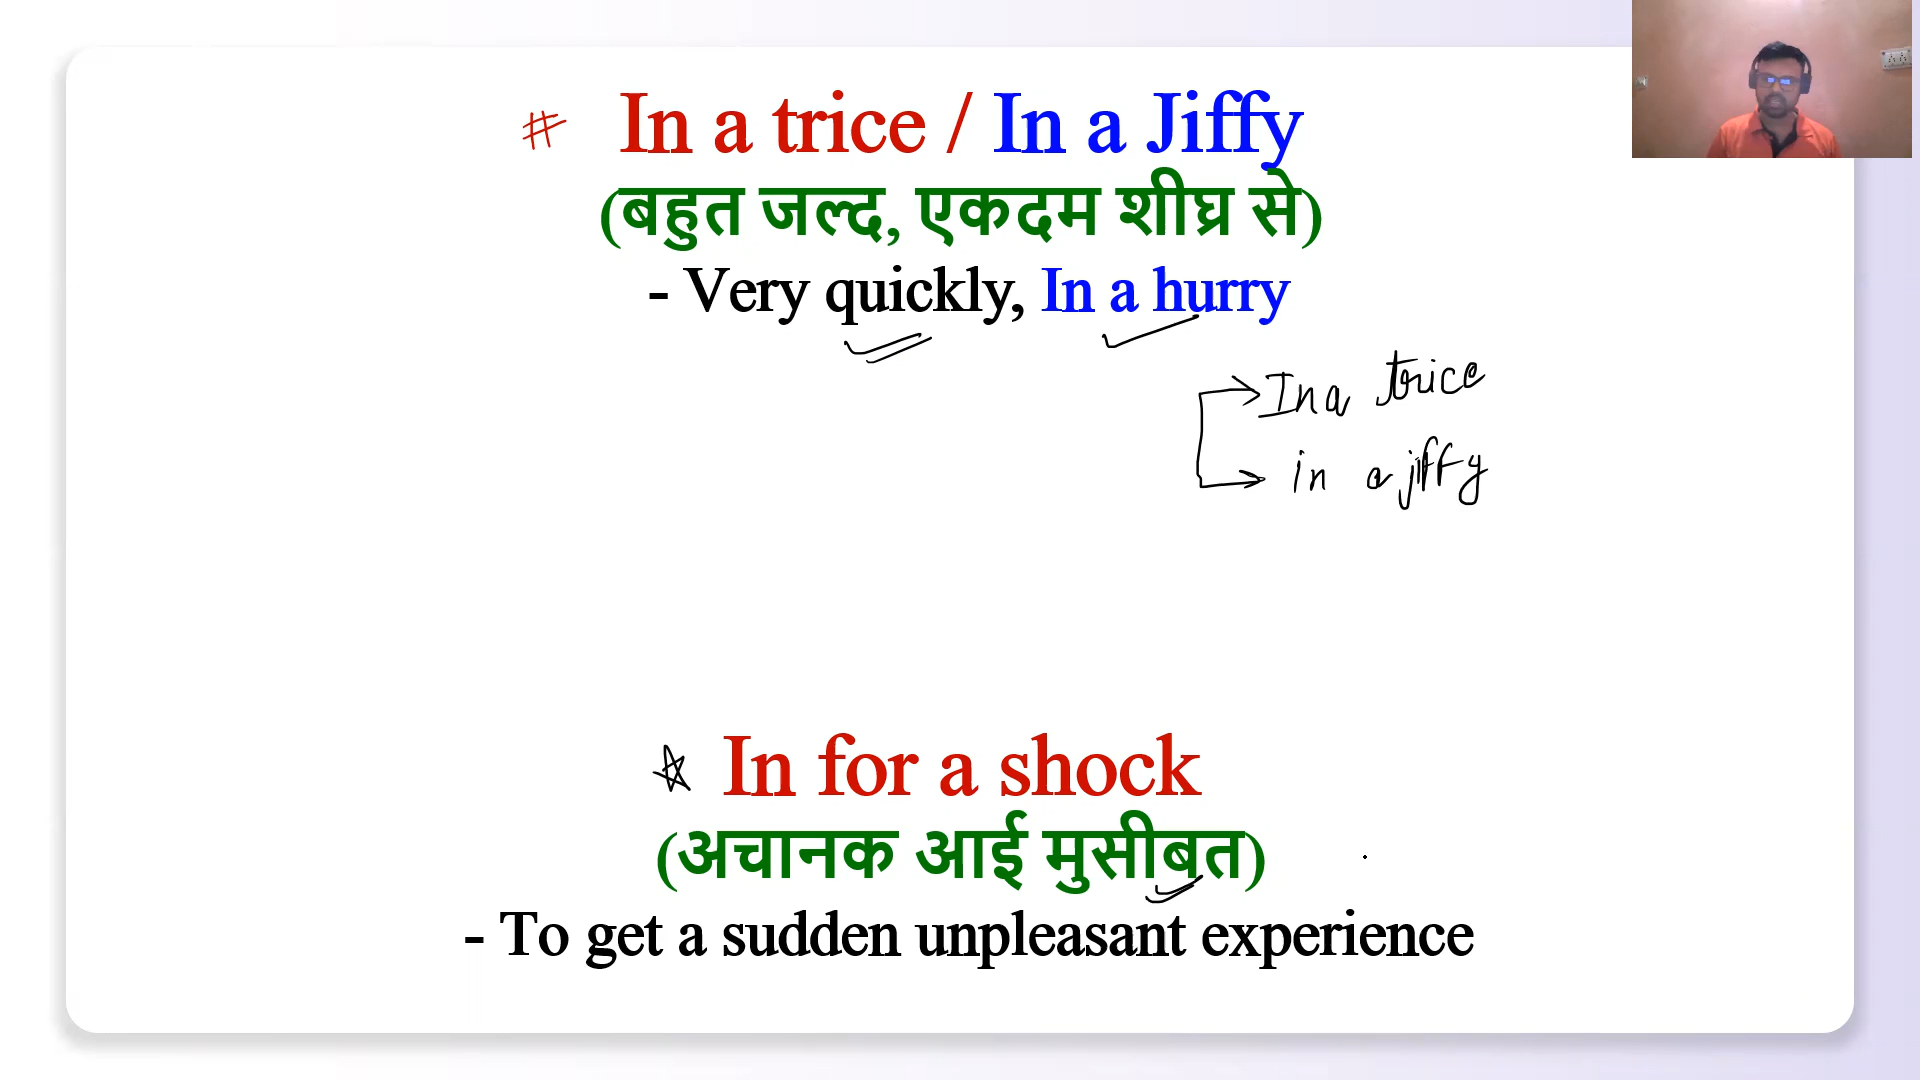 # In a trice / In a Jiffy
(बहुत जल्द, एकदम शीघ्र से)
- Very quickly, In a hurry
In a trice
in a jiffy
In for a shock
(अचानक आई मुसीबत)
- To get a sudden unpleasant experience